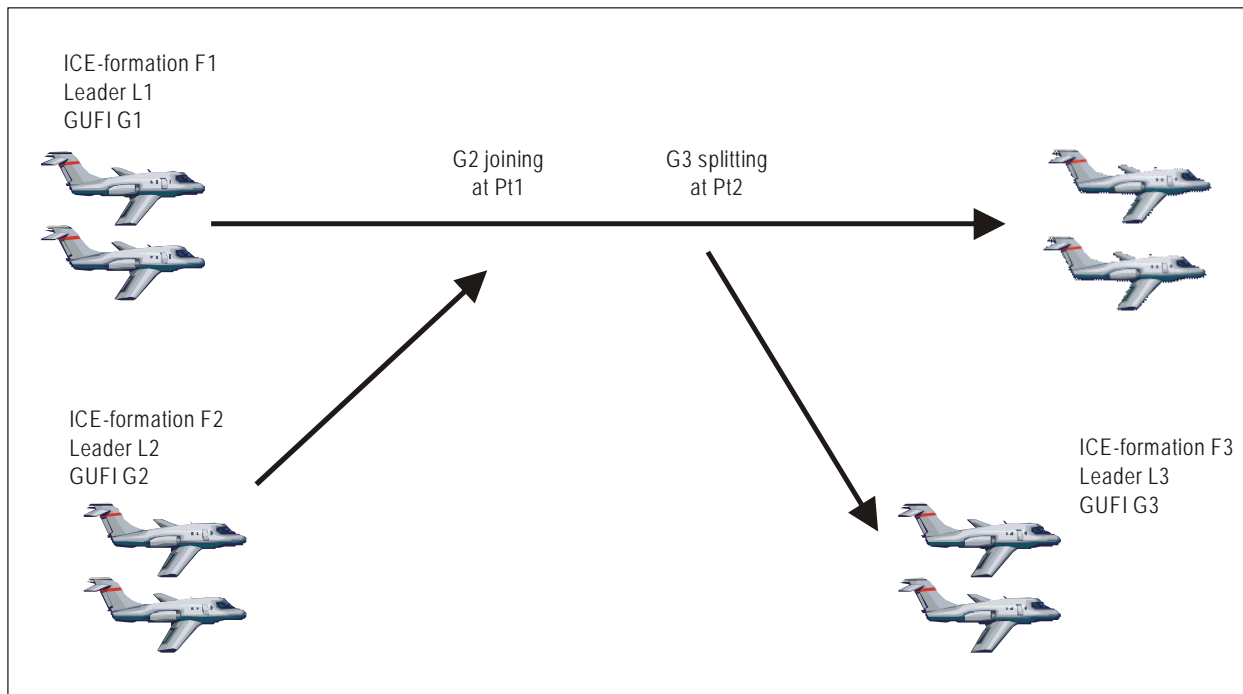 ICE-formation F1
Leader L1
GUFI G1
G2 joining
at Pt1
G3 splitting
at Pt2
ICE-formation F2
Leader L2
GUFI G2
ICE-formation F3
Leader L3
GUFI G3